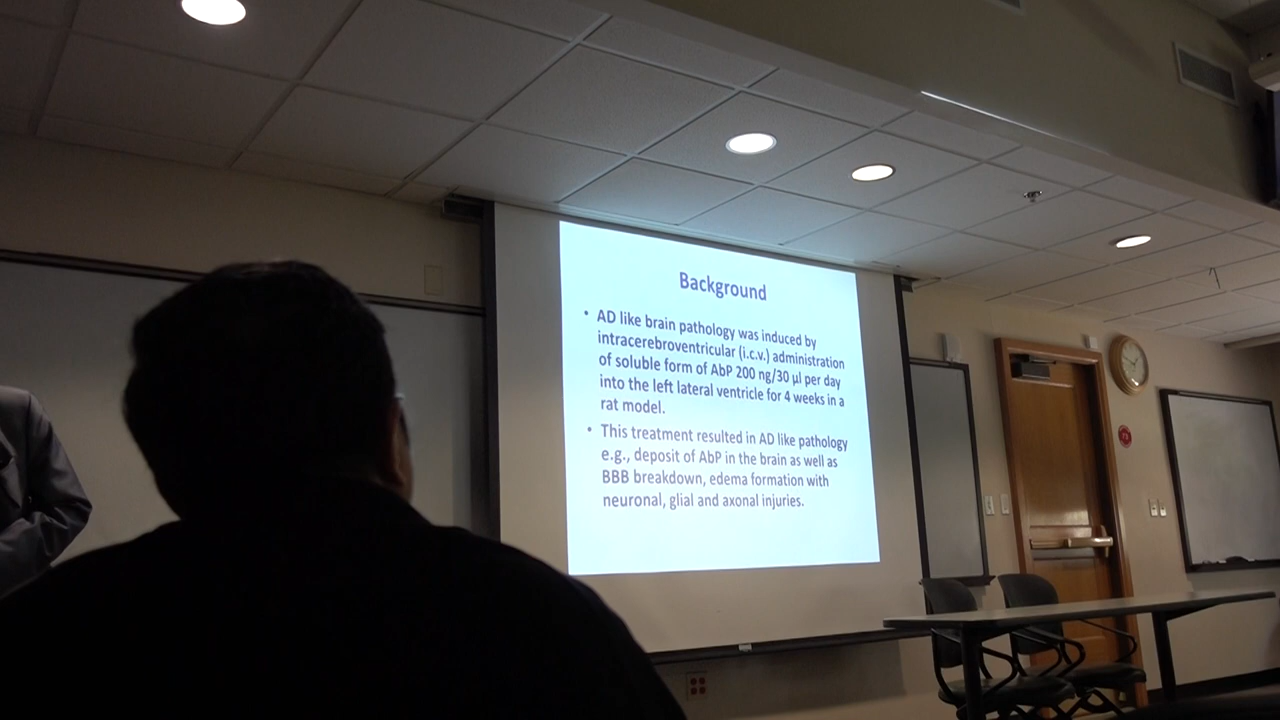 Background
• AD like brain pathology was induced by
intracerebroventricular (i.c.v.) administration
of soluble form of AbP 200 ng/30 µl per day
into the left lateral ventricle for 4 weeks in a
rat model.
• This treatment resulted in AD like pathology
e.g., deposit of AbP in the brain as well as
BBB breakdown, edema formation with
neuronal, glial and axonal injuries.